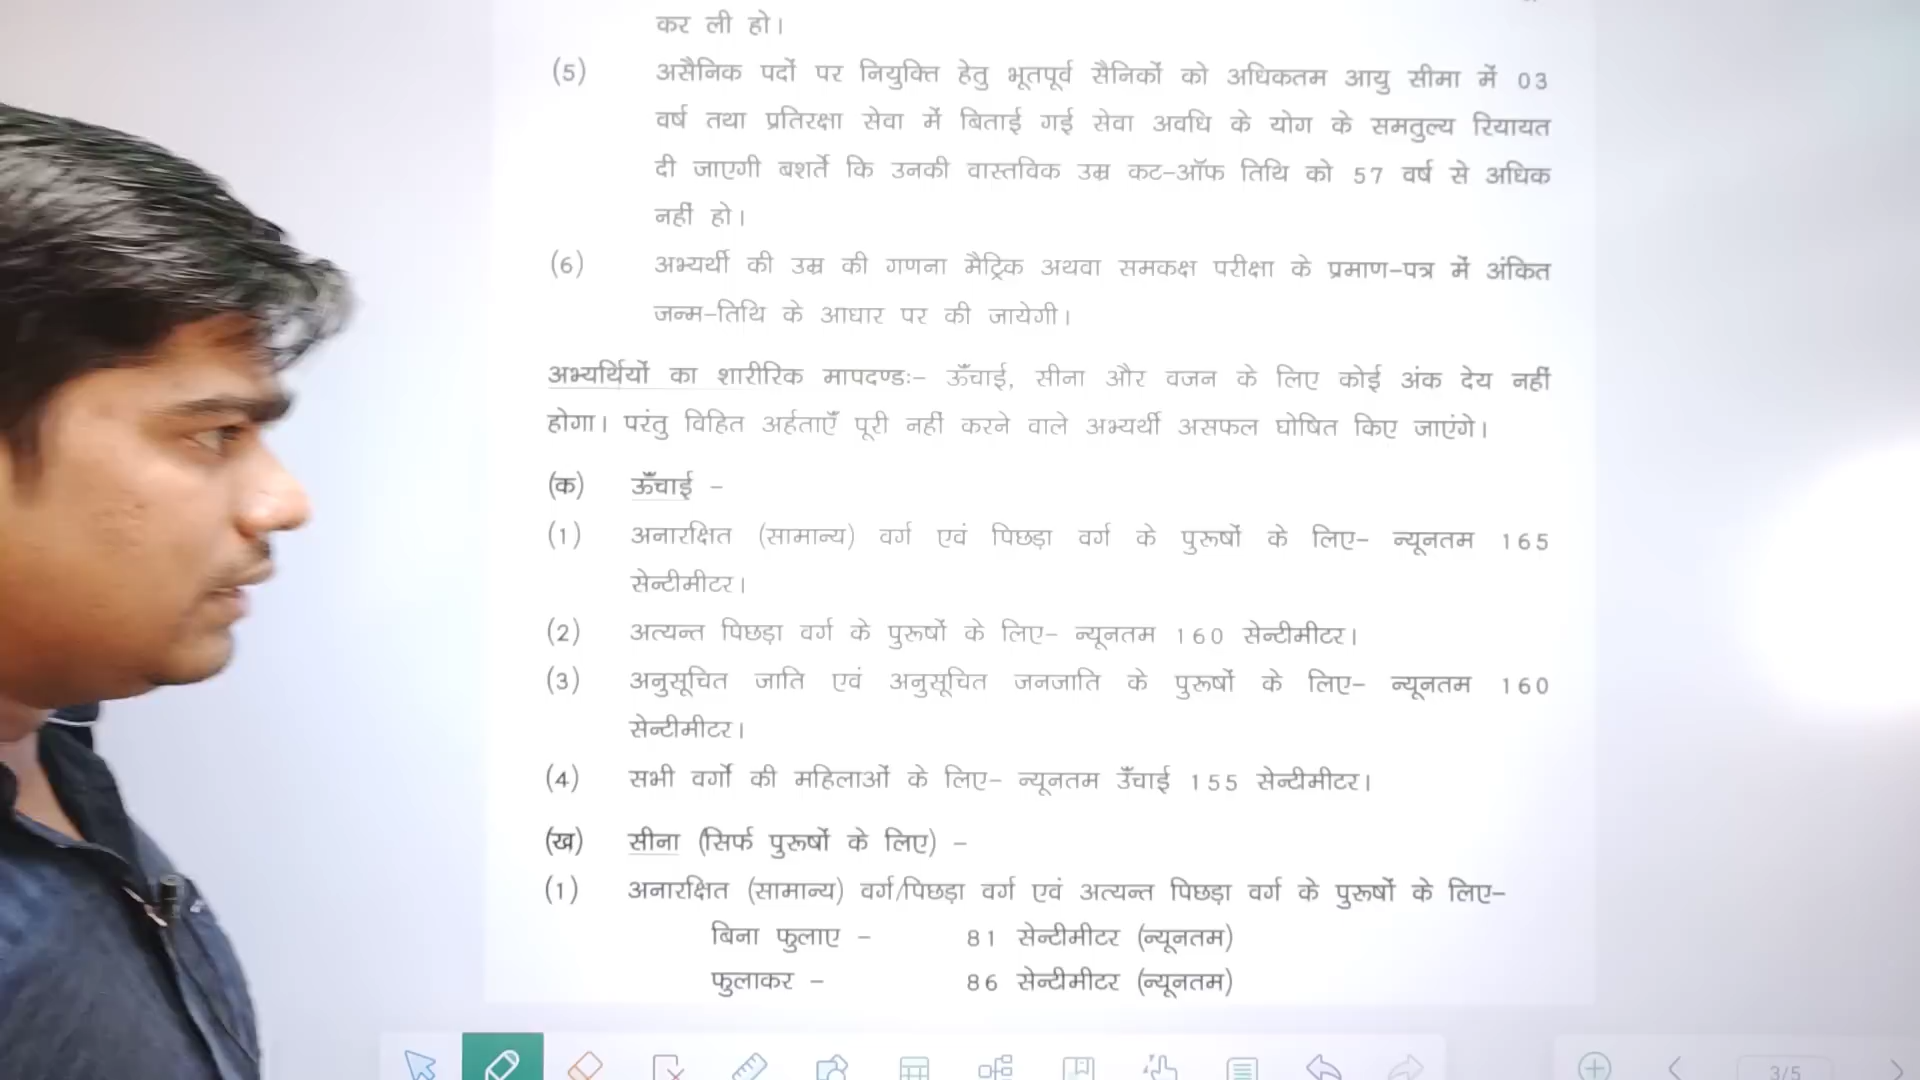 कर ली हो।
(5) असैनिक पदों पर नियुक्ति हेतु भूतपूर्व सैनिकों को अधिकतम आयु सीमा में 03
वर्ष तथा प्रतिरक्षा सेवा में बिताई गई सेवा अवधि के योग के समतुल्य रियायत
दी जाएगी बशर्ते कि उनकी वास्तविक उम्र कट-ऑफ तिथि को 57 वर्ष से अधिक
नहीं हो।
(6) अभ्यर्थी की उम्र की गणना मैट्रिक अथवा समकक्ष परीक्षा के प्रमाण-पत्र में अंकित
जन्म-तिथि के आधार पर की जायेगी।
अभ्यर्थियों का शारीरिक मापदण्डः- ऊँचाई, सीना और वजन के लिए कोई अंक देय नहीं
होगा। परंतु विहित अर्हताएँ पूरी नहीं करने वाले अभ्यर्थी असफल घोषित किए जाएंगे।
(क) ऊँचाई -
(1) अनारक्षित (सामान्य) वर्ग एवं पिछड़ा वर्ग के पुरूषों के लिए- न्यूनतम 165
सेन्टीमीटर।
(2) अत्यन्त पिछड़ा वर्ग के पुरूषों के लिए- न्यूनतम 160 सेन्टीमीटर।
(3) अनुसूचित जाति एवं अनुसूचित जनजाति के पुरूषों के लिए- न्यूनतम 160
सेन्टीमीटर।
(4) सभी वर्गों की महिलाओं के लिए- न्यूनतम उँचाई 155 सेन्टीमीटर।
(ख) सीना (सिर्फ पुरूषों के लिए) -
(1) अनारक्षित (सामान्य) वर्ग/पिछड़ा वर्ग एवं अत्यन्त पिछड़ा वर्ग के पुरूषों के लिए-
बिना फुलाए - 81 सेन्टीमीटर (न्यूनतम)
फुलाकर - 86 सेन्टीमीटर (न्यूनतम)
3/5